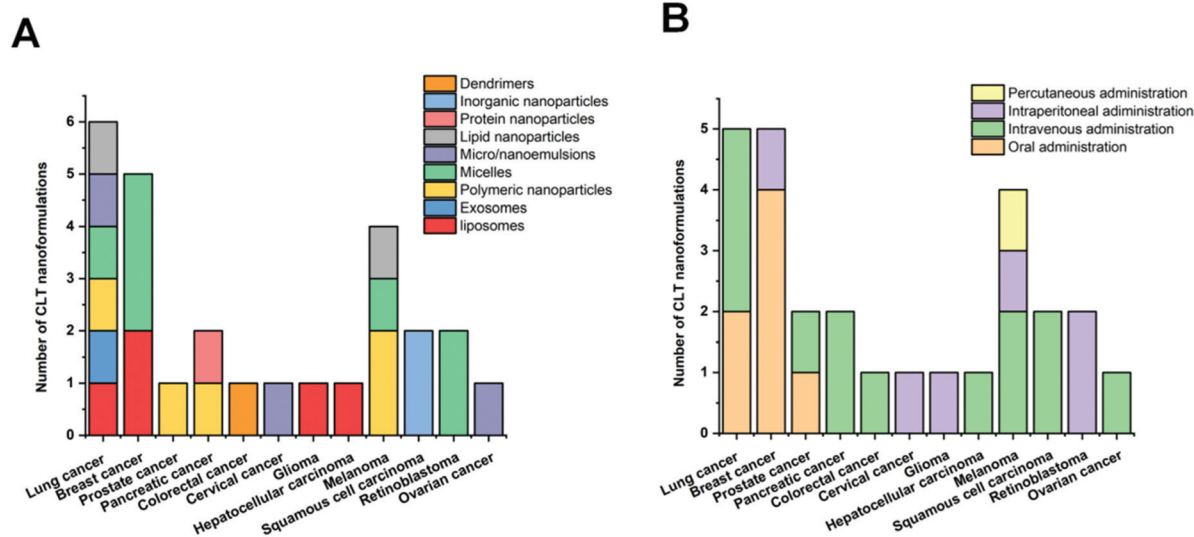 A
Dendrimers
Inorganic nanoparticles
Protein nanoparticles
Lipid nanoparticles
Micro/nanoemulsions
Micelles
Polymeric nanoparticles
Exosomes
liposomes
Number of CLT nanoformulations
6
5
4
3
2
1
0
Lung cancer
Breast cancer
Prostate cancer
Pancreatic cancer
Colorectal cancer
Cervical cancer
Glioma
Hepatocellular carcinoma
Melanoma
Squamous cell carcinoma
Retinoblastoma
Ovarian cancer
B
Percutaneous administration
Intraperitoneal adiministration
Intravenous administration
Oral administration
Number of CLT nanoformulations
5
4
3
2
1
0
Lung cancer
Breast cancer
Prostate cancer
Pancreatic cancer
Colorectal cancer
Cervical cancer
Glioma
Hepatocellular carcinoma
Melanoma
Squamous cell carcinoma
Retinoblastoma
Ovarian cancer